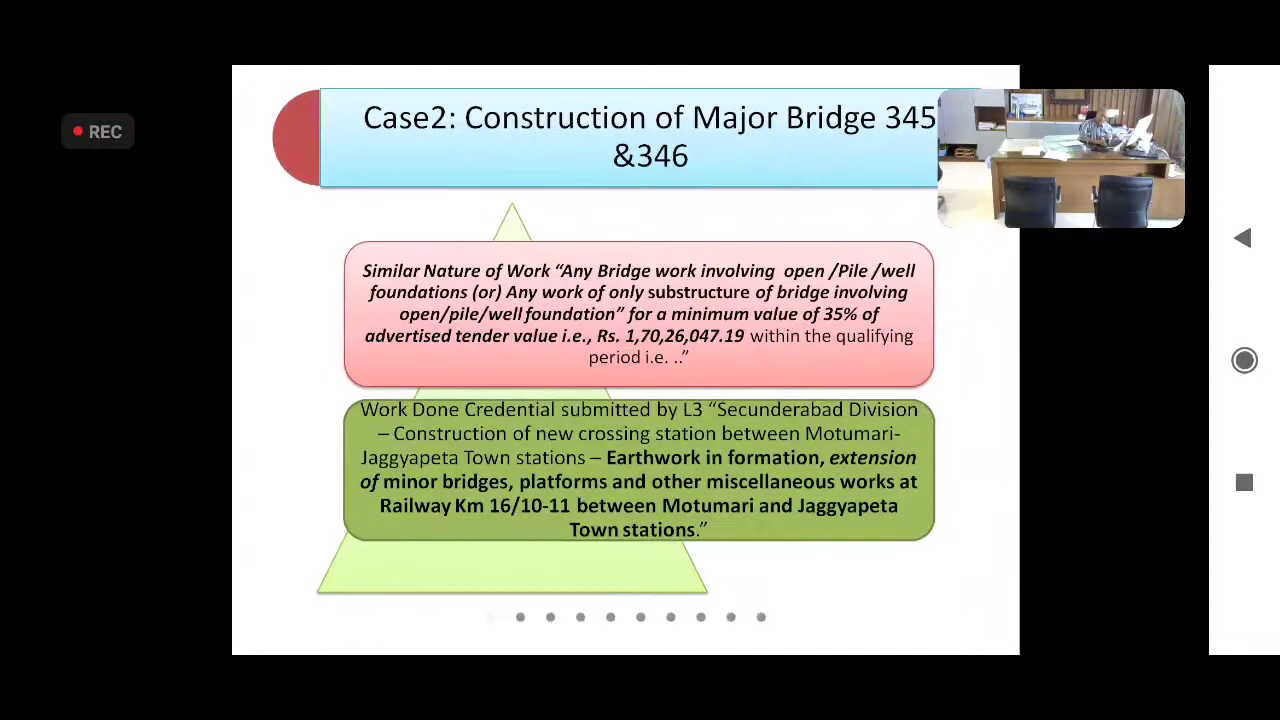 REC
Case2: Construction of Major Bridge 345
&346
Similar Nature of Work “Any Bridge work involving open /Pile /well
foundations (or) Any work of only substructure of bridge involving
open/pile/well foundation” for a minimum value of 35% of
advertised tender value i.e., Rs. 1,70,26,047.19 within the qualifying
period i.e. ..”
Work Done Credential submitted by L3 “Secunderabad Division
– Construction of new crossing station between Motumari-
Jaggyapeta Town stations – Earthwork in formation, extension
of minor bridges, platforms and other miscellaneous works at
Railway Km 16/10-11 between Motumari and Jaggyapeta
Town stations.”